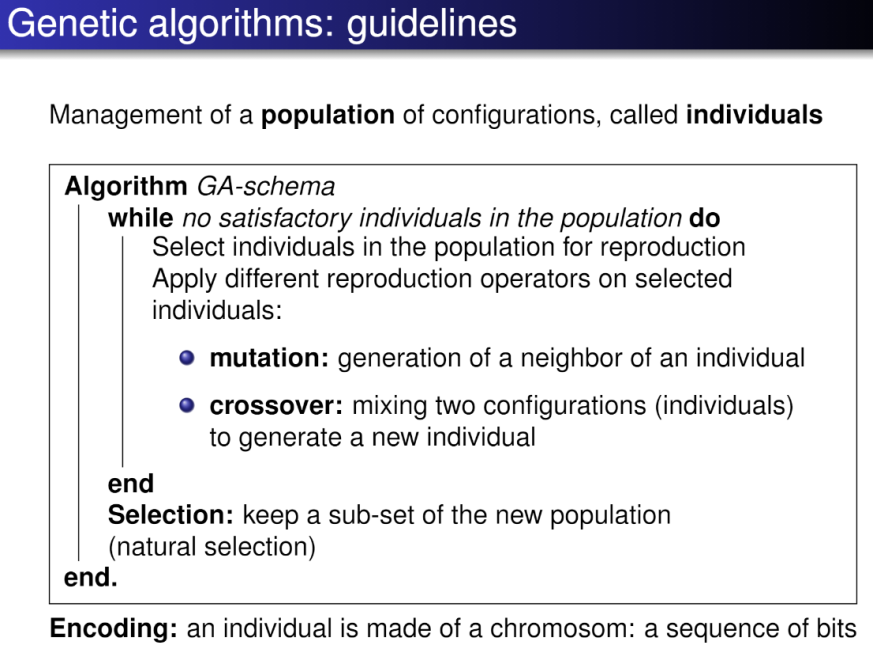 Genetic algorithms: guidelines
Management of a population of configurations, called individuals
Algorithm GA-schema
while no satisfactory individuals in the population do
Select individuals in the population for reproduction
Apply different reproduction operators on selected
individuals:
mutation: generation of a neighbor of an individual
crossover: mixing two configurations (individuals)
to generate a new individual
end
Selection: keep a sub-set of the new population
(natural selection)
end.
Encoding: an individual is made of a chromosom: a sequence of bits